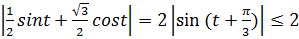 |1/2 sint + √3/2 cost| = 2 |sin (t + π/3)| ≤ 2